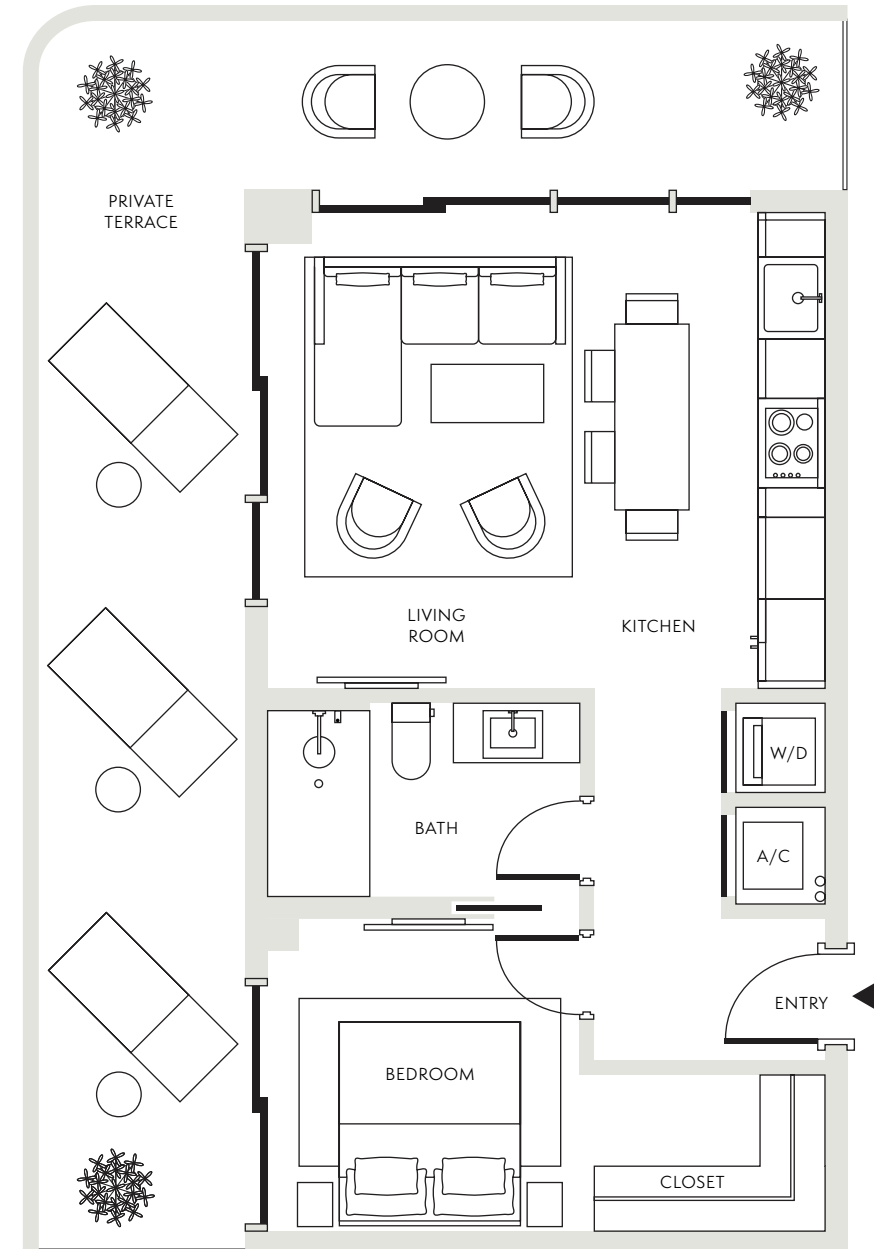 PRIVATE
TERRACE
LIVING
ROOM
KITCHEN
W/D
BATH
A/C
ENTRY
BEDROOM
CLOSET